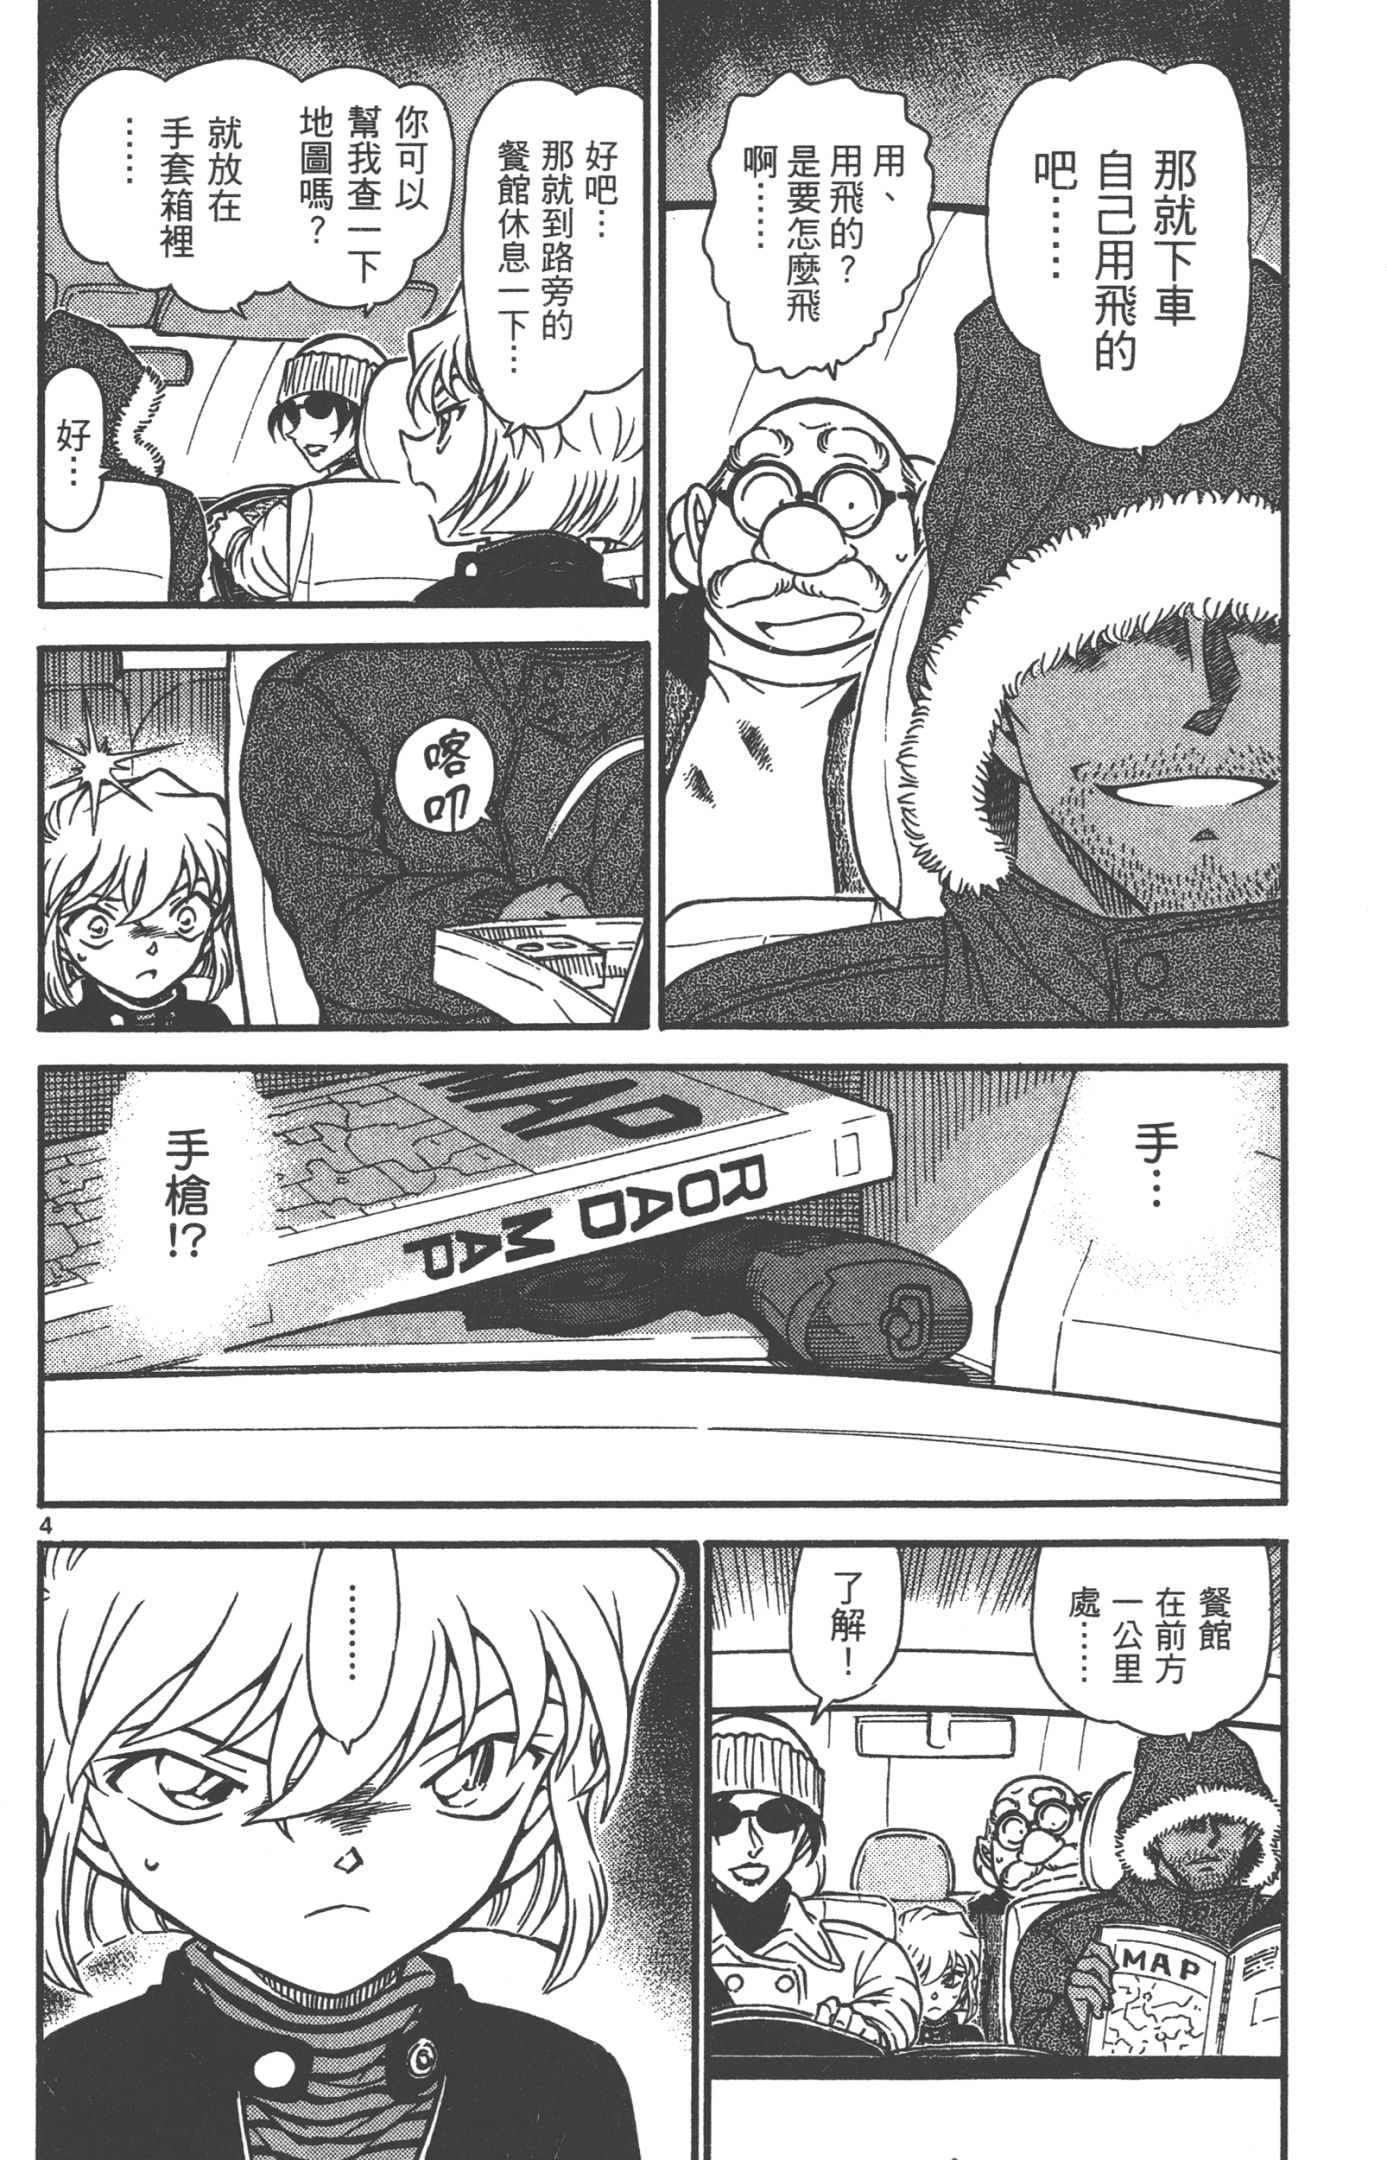 那就下車
自己用飛的
吧……
用、
用飛的？
是要怎麼飛
啊……
好吧…
那就到路旁的
餐館休息一下…
你可以
幫我查一下
地圖嗎？
就放在
手套箱裡
……
好…
喀
叩
手…
MAP
ROAD MAP
手槍!?
4
餐館
在前方
一公里
處……
了解！
MAP
………